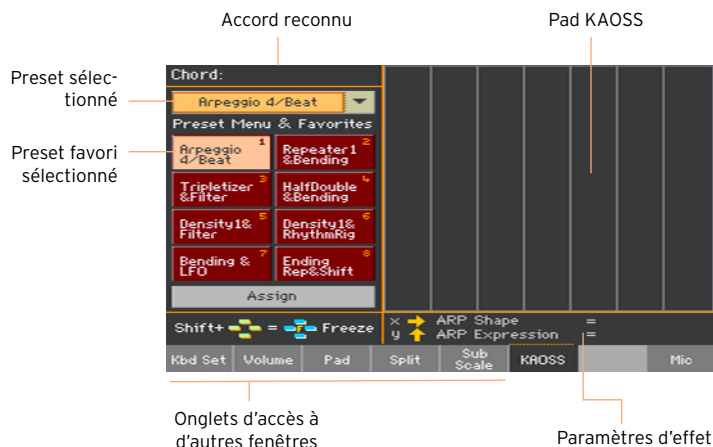 Accord reconnu
Pad KAOSS
Preset sélec-
tionné
Preset favori
sélectionné
Chord:
Arpeggio 4/Beat
Preset Menu & Favorites
Arpeggio 4/Beat 1
Repeater1 &Bending 2
Tripletizer &Filter 3
HalfDouble &Bending 4
Density1& Filter 5
Density1& RhythmRig 6
Bending & LFO 7
Ending Rep&Shift 8
Assign
Shift+ = F Freeze
x ARP Shape =
y ARP Expression =
Kbd Set Volume Pad Split Sub Scale KAOSS Mic
Onglets d'accès à
d'autres fenêtres
Paramètres d'effet